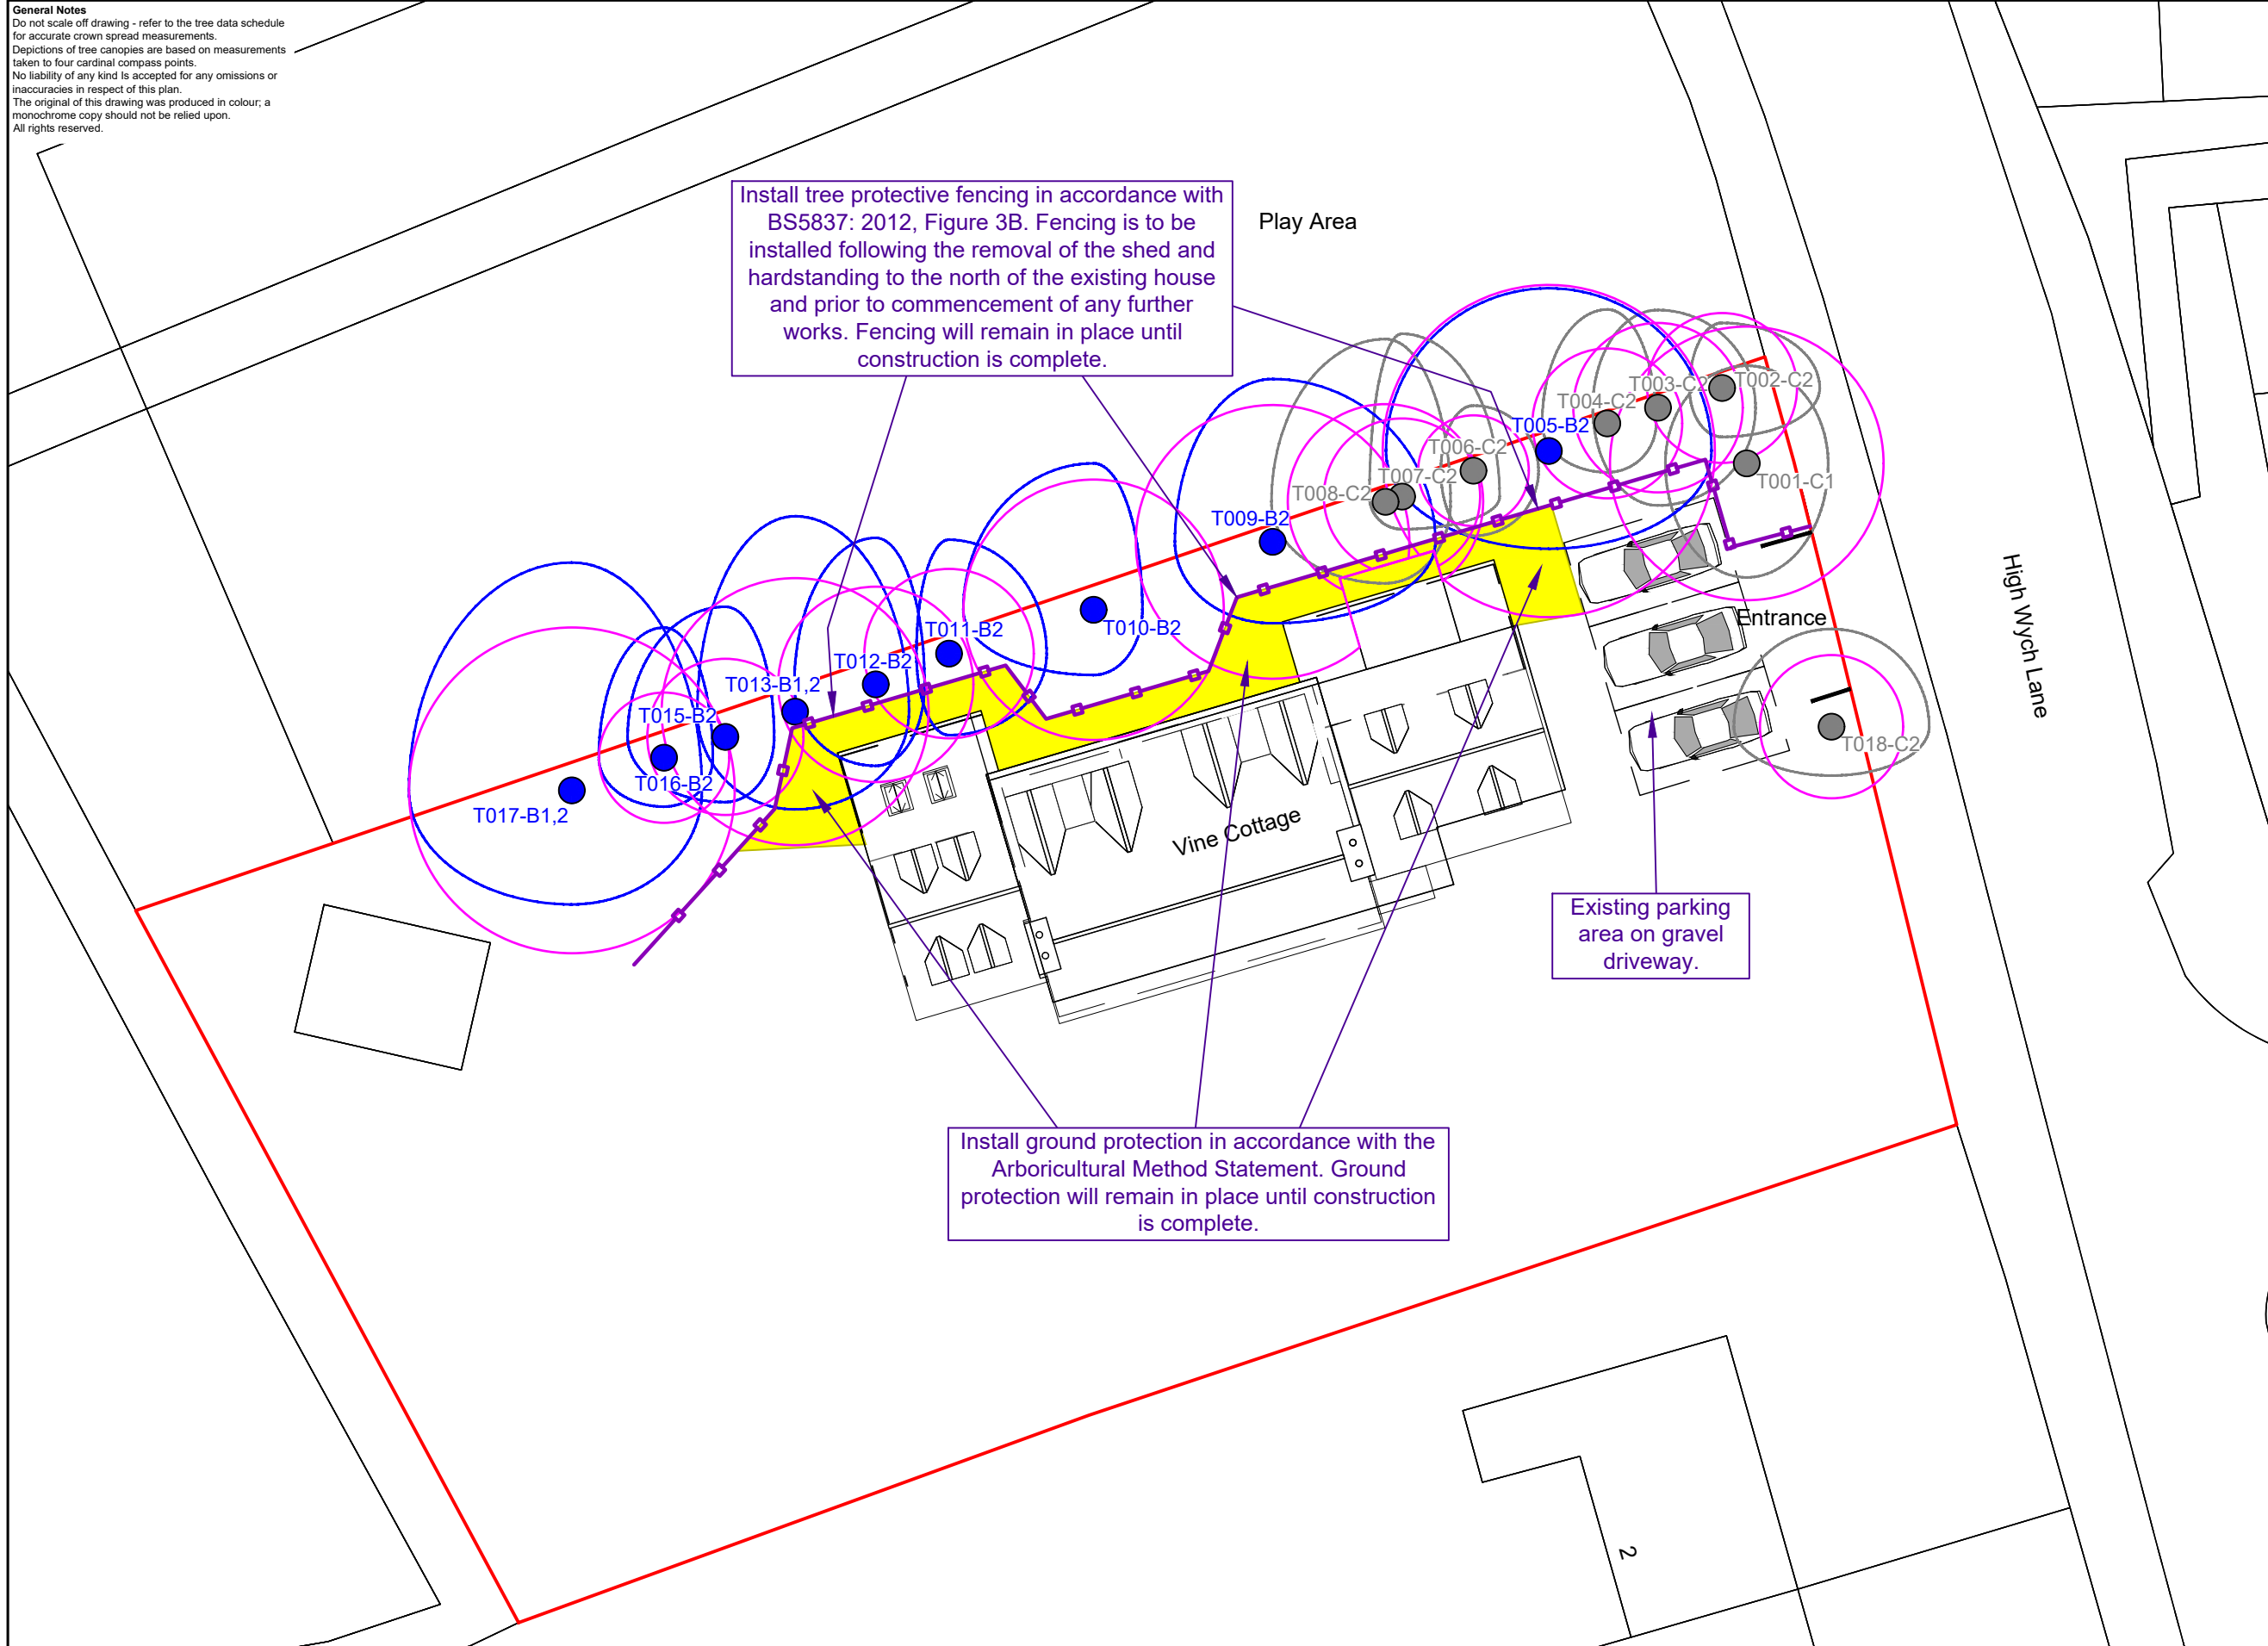 General Notes
Do not scale off drawing - refer to the tree data schedule
for accurate crown spread measurements.
Depictions of tree canopies are based on measurements
taken to four cardinal compass points.
No liability of any kind Is accepted for any omissions or
inaccuracies in respect of this plan.
The original of this drawing was produced in colour; a
monochrome copy should not be relied upon.
All rights reserved.
Install tree protective fencing in accordance with
BS5837: 2012, Figure 3B. Fencing is to be
installed following the removal of the shed and
hardstanding to the north of the existing house
and prior to commencement of any further
works. Fencing will remain in place until
construction is complete.
Play Area
T002-C2
T003-C2
T004-C2
T005-B2
T006-C2
T007-C2
T001-C1
T008-C2
T009-B2
T010-B2
T011-B2
T012-B2
T013-B1,2
T015-B2
T016-B2
T017-B1,2
Entrance
High Wych Lane
T018-C2
Vine Cottage
Existing parking
area on gravel
driveway.
Install ground protection in accordance with the
Arboricultural Method Statement. Ground
protection will remain in place until construction
is complete.
2